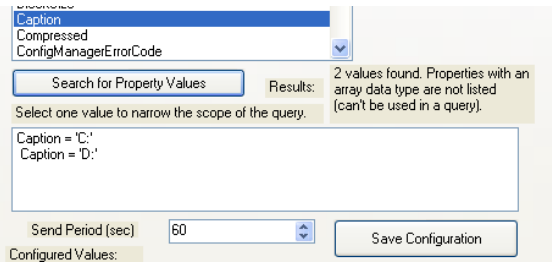 BlockSize
Caption
Compressed
ConfigManagerErrorCode
Search for Property Values
Results:
2 values found. Properties with an
array data type are not listed
(can't be used in a query).
Select one value to narrow the scope of the query.
Caption = 'C:'
Caption = 'D:'
Send Period (sec)
60
Save Configuration
Configured Values: